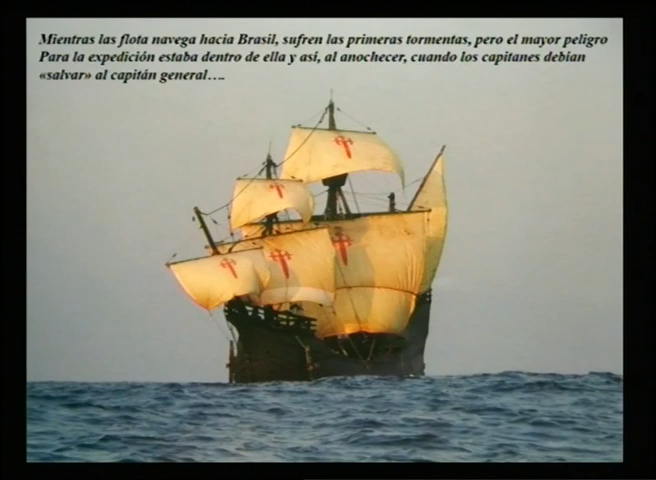 Mientras las flota navega hacia Brasil, sufren las primeras tormentas, pero el mayor peligro
Para la expedición estaba dentro de ella y así, al anochecer, cuando los capitanes debían
«salvar» al capitán general….